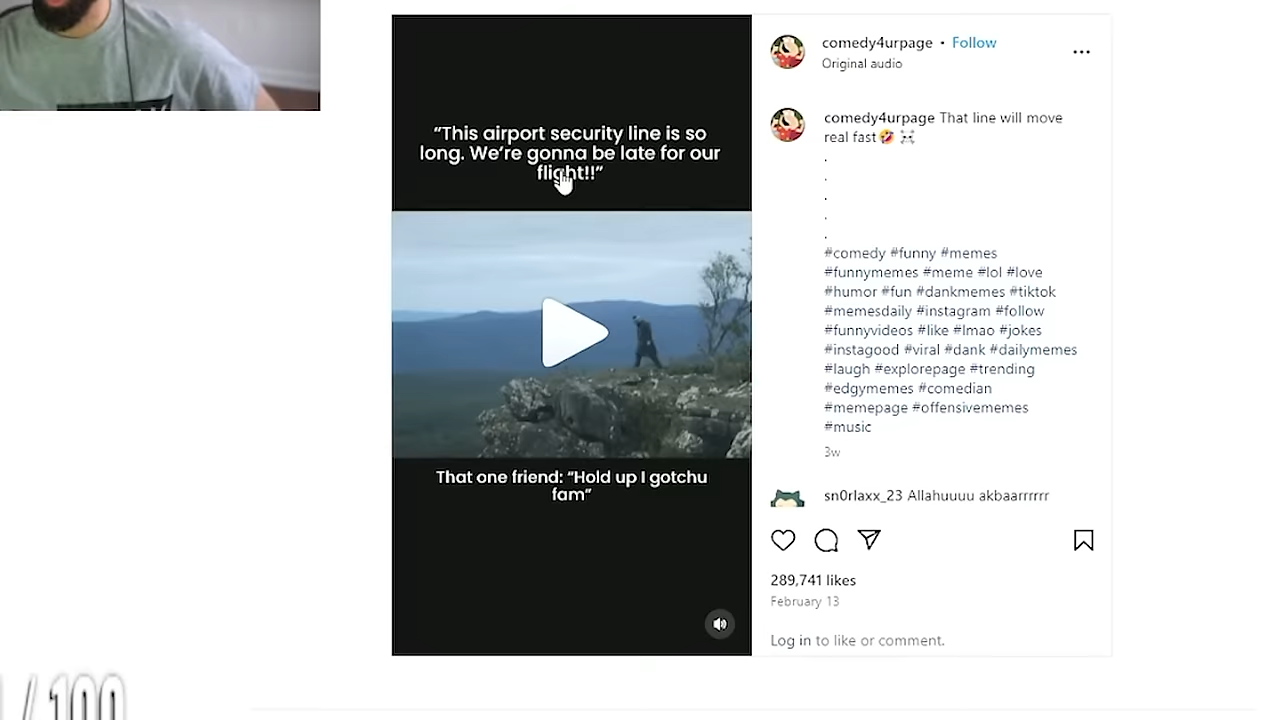 "This airport security line is so
long. We're gonna be late for our
flight!!"
That one friend: "Hold up I gotchu
fam"
comedy4urpage • Follow
Original audio
comedy4urpage That line will move
real fast🤣☠️
.
.
.
.
.
#comedy #funny #memes
#funnymemes #meme #lol #love
#humor #fun #dankmemes #tiktok
#memesdaily #instagram #follow
#funnyvideos #like #lmao #jokes
#instagood #viral #dank #dailymemes
#laugh #explorepage #trending
#edgymemes #comedian
#memepage #offensivememes
#music
3w
sn0rlaxx_23 Allahuuuu akbaarrrrrr
289,741 likes
February 13
Log in to like or comment.
/ 100